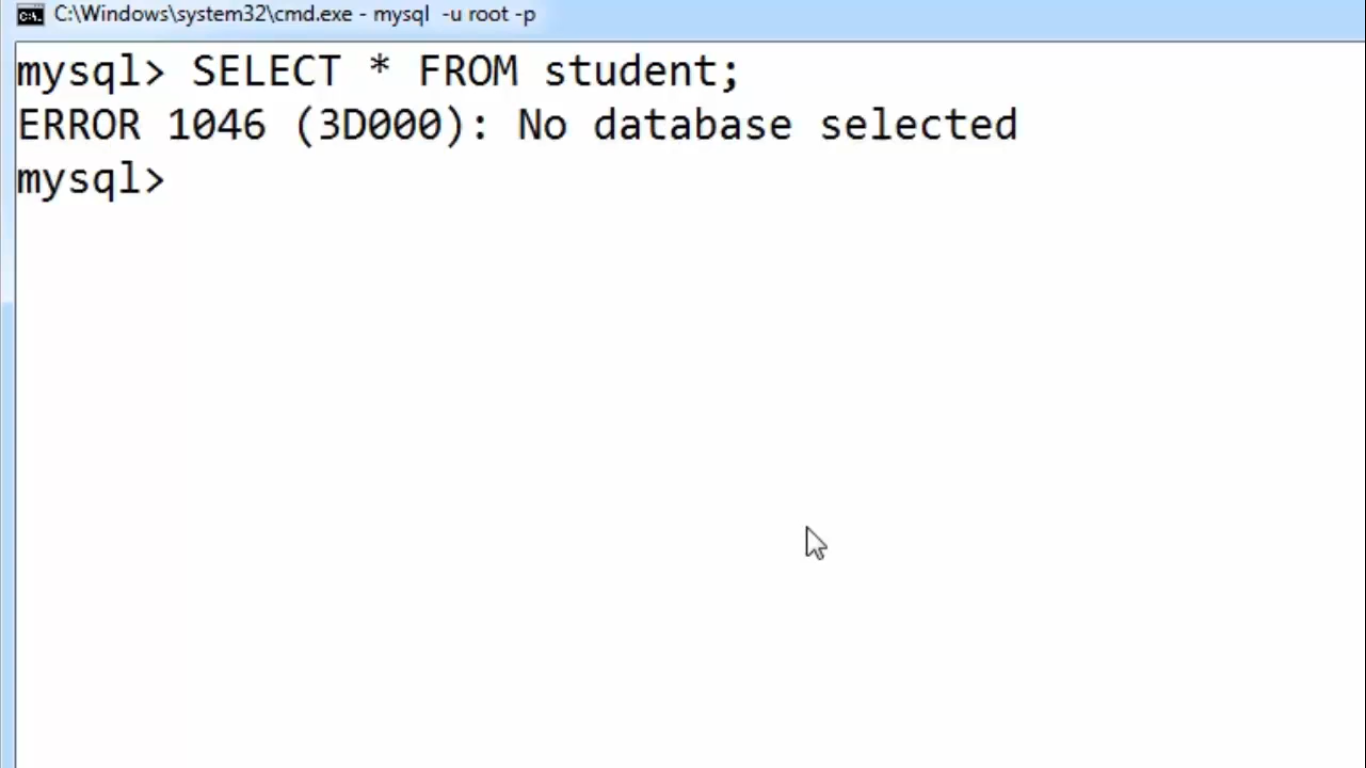 C:\Windows\system32\cmd.exe - mysql  -u root -p
mysql> SELECT * FROM student;
ERROR 1046 (3D000): No database selected
mysql>